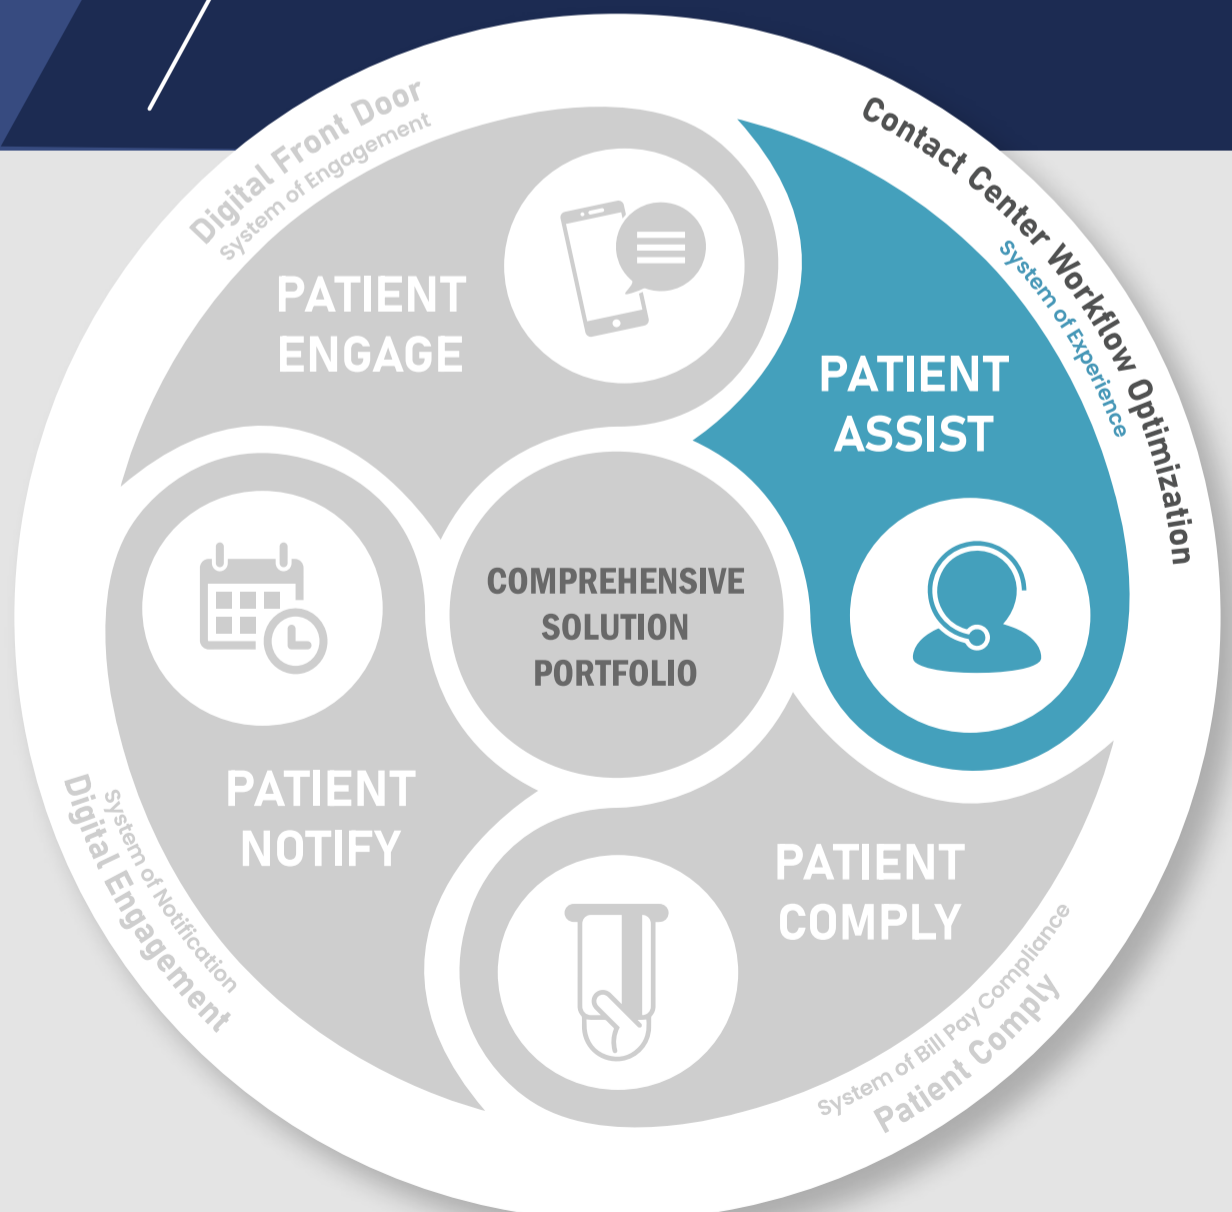 Digital Front Door
System of Engagement
PATIENT
ENGAGE
Contact Center Workflow Optimization
System of Experience
PATIENT
ASSIST
COMPREHENSIVE
SOLUTION
PORTFOLIO
PATIENT
NOTIFY
System of Notification
Digital Engagement
PATIENT
COMPLY
System of Bill Pay Compliance
Patient Comply